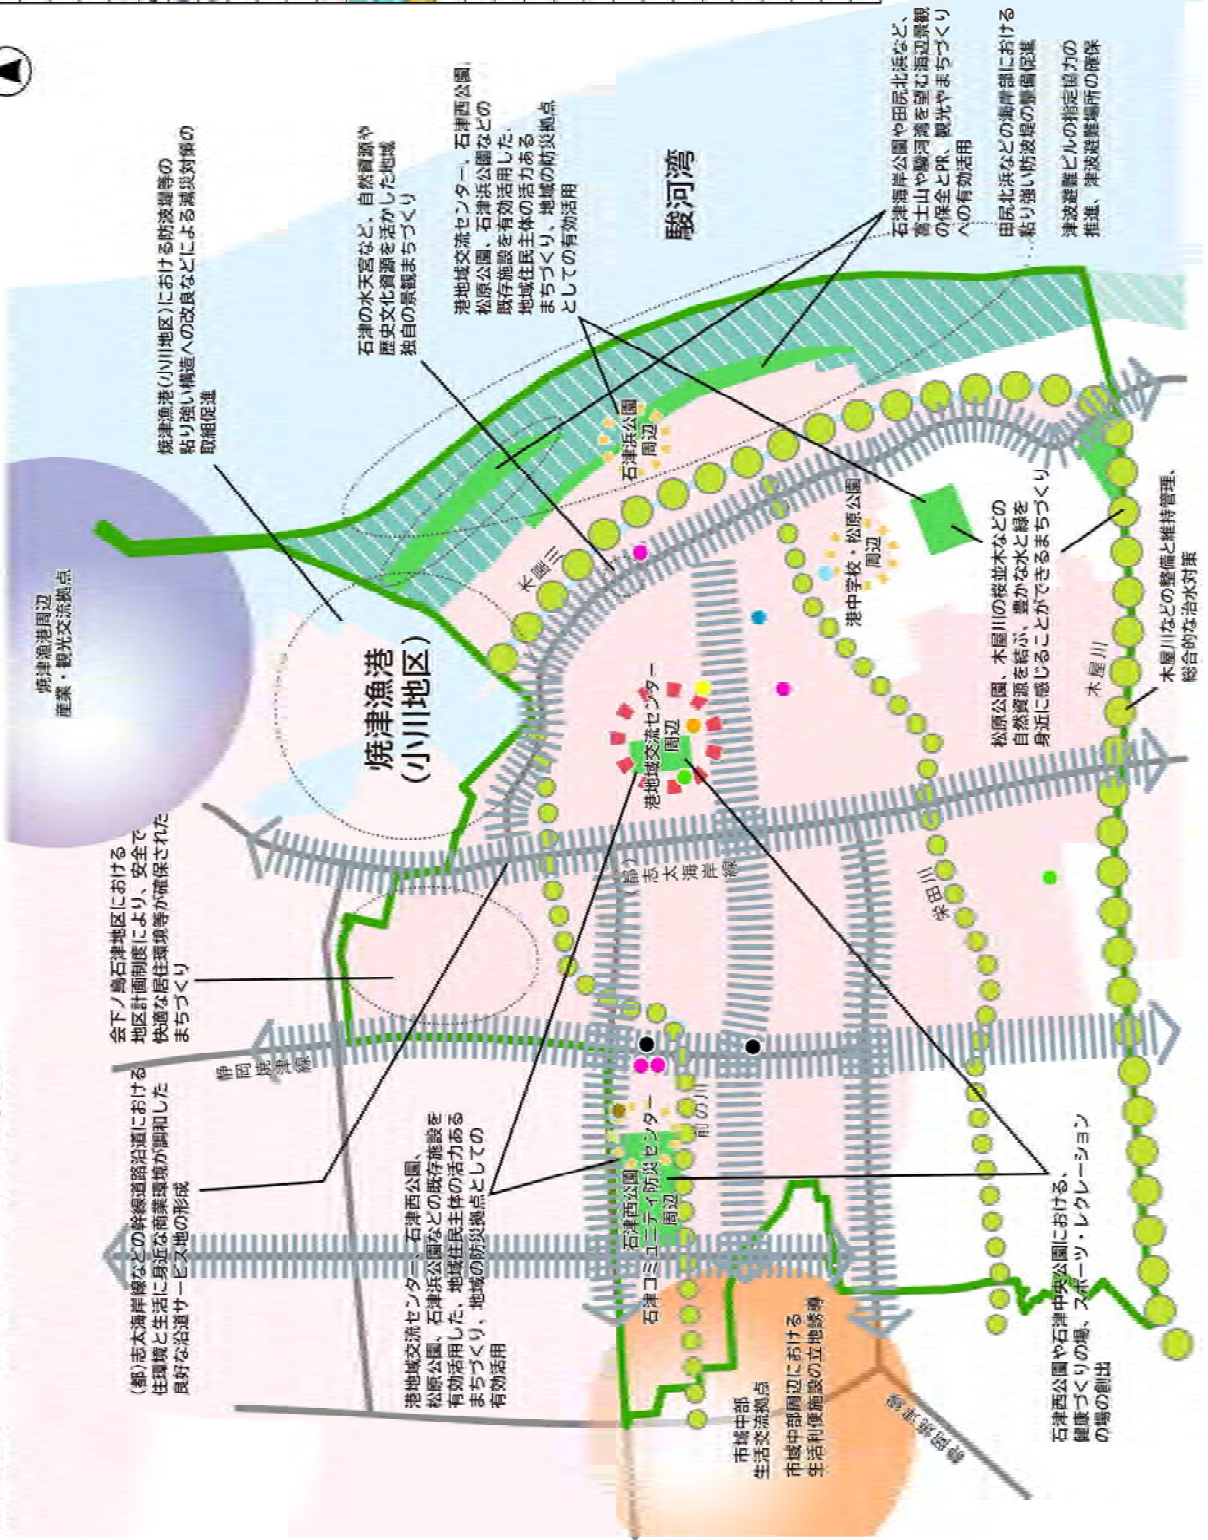 焼津漁港周辺
産業・観光交流拠点
会下ノ島石津地区における
地区計画制度により、安全で
快適な居住環境等が確保された
まちづくり
(都)志太海岸線などの幹線道路沿道における
住環境と生活に身近な商業環境が調和した
良好な沿道サービス地の形成
焼津漁港(小川地区)における防波堤等の
粘り強い構造への改良などによる減災対策の
取組促進
石津の水天宮など、自然資源や
歴史文化資源を活かした地域
独自の景観まちづくり
港地域交流センター、石津西公園、
松原公園、石津浜公園などの
既存施設を有効活用した、
地域住民主体の活力ある
まちづくり、地域の防災拠点
としての有効活用
静岡焼津線
焼津漁港
(小川地区)
港地域交流センター、石津西公園、
松原公園、石津浜公園などの既存施設を
有効活用した、地域住民主体の活力ある
まちづくり、地域の防災拠点としての
有効活用
駿河湾
木屋川
石津浜公園
周辺
(都)志太海岸線
港地域交流センター
周辺
石津西公園
石津コミュニティ防災センター
周辺
前の川
港中学校・松原公園
周辺
石津海岸公園や田尻北浜など、
富士山や駿河湾を望む海辺景観
の保全とPR、観光やまちづくり
への有効活用
田尻北浜などの海岸部における
粘り強い防波堤の整備促進
津波避難ビルの指定協力の
推進、津波避難場所の確保
市域中部
生活交流拠点
市域中部周辺における
生活利便施設の立地誘導
静岡焼津線
栄田川
松原公園、木屋川の桜並木などの
自然資源を結ぶ、豊かな水と緑を
身近に感じることができるまちづくり
木屋川
石津西公園や石津中央公園における、
健康づくりの場、スポーツ・レクレーション
の場の創出
木屋川などの整備と維持管理、
総合的な治水対策